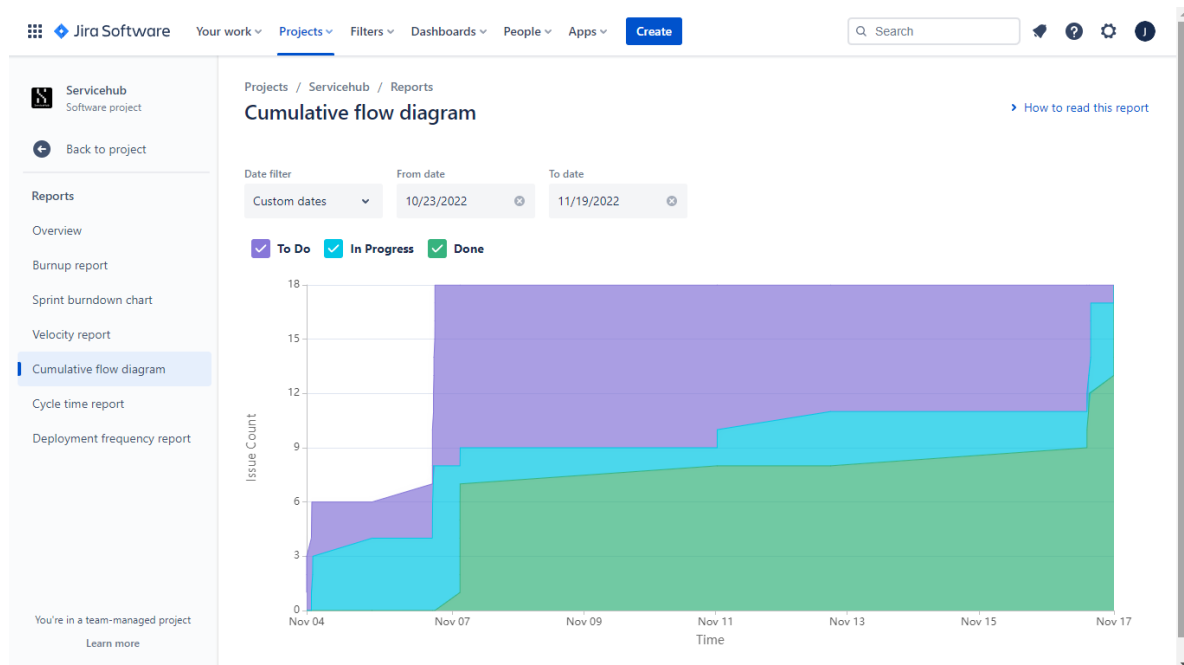 Jira Software Your work Projects Filters Dashboards People Apps Create Search ? J
Servicehub
Software project
Back to project
Reports
Overview
Burnup report
Sprint burndown chart
Velocity report
Cumulative flow diagram
Cycle time report
Deployment frequency report
You're in a team-managed project
Learn more
Projects / Servicehub / Reports
Cumulative flow diagram
How to read this report
Date filter From date To date
Custom dates 10/23/2022 11/19/2022
To Do In Progress Done
18
15
12
9
6
3
0
Issue Count
Nov 04 Nov 07 Nov 09 Nov 11 Nov 13 Nov 15 Nov 17
Time